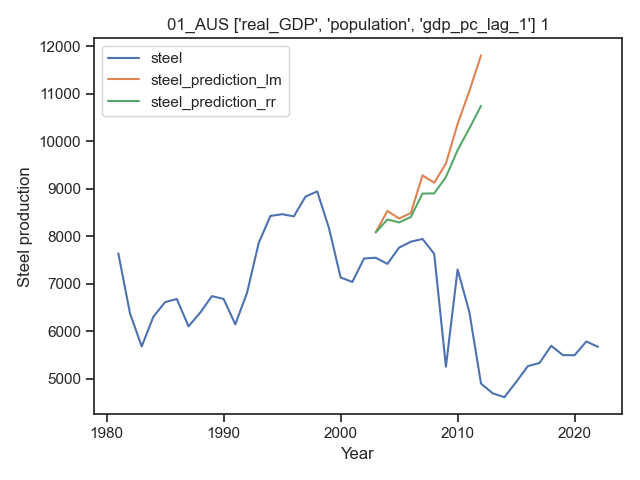 01_AUS ['real_GDP', 'population', 'gdp_pc_lag_1'] 1
steel
steel_prediction_lm
steel_prediction_rr
12000
11000
10000
9000
8000
7000
6000
5000
Steel production
1980
1990
2000
2010
2020
Year